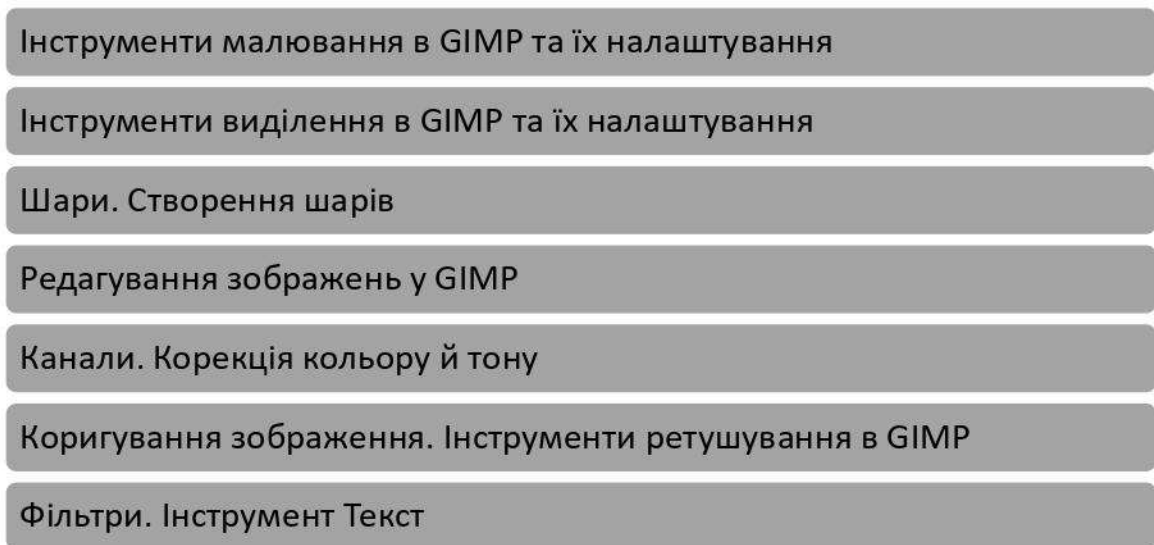 Інструменти малювання в GIMP та їх налаштування
Інструменти виділення в GIMP та їх налаштування
Шари. Створення шарів
Редагування зображень у GIMP
Канали. Корекція кольору й тону
Коригування зображення. Інструменти ретушування в GIMP
Фільтри. Інструмент Текст